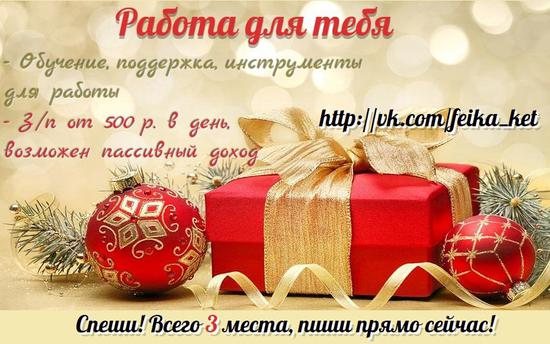 Работа для тебя
- Обучение, поддержка, инструменты
для работы
http://vk.com/feika_ket
- З/п от 500 р. в день,
возможен пассивный доход
Спеши! Всего 3 места, пиши прямо сейчас!